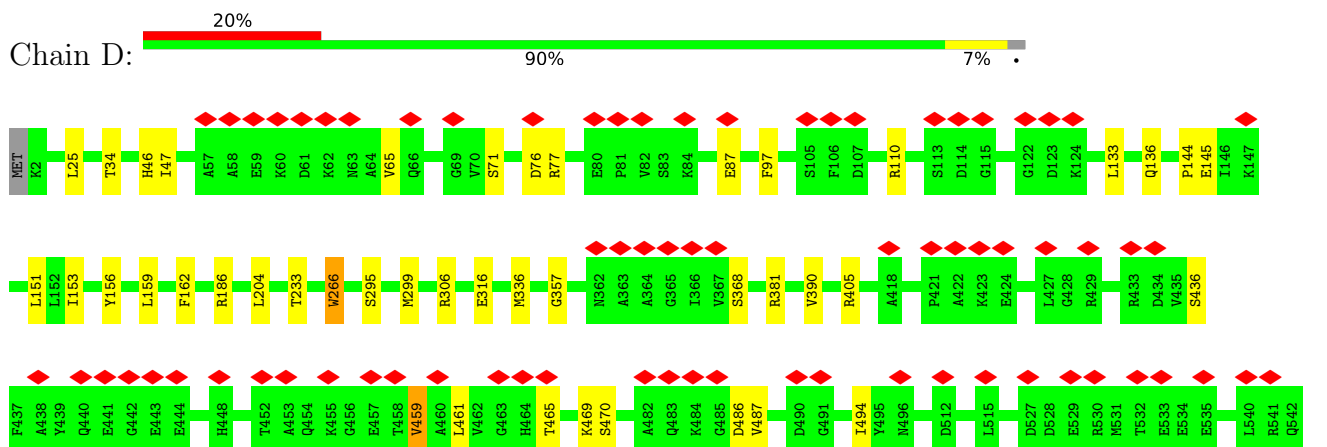 20%
Chain D:
90% 7% •
MET K2 L25 T34 H46 I47 A57 A58 E59 K60 D61 K62 N63 A64 V65 Q66 G69 V70 S71 D76 R77 E80 P81 V82 S83 K84 E87 F97 S105 F106 D107 R110 S113 D114 G115 G122 D123 K124 L133 Q136 P144 E145 I146 K147
L151 L152 I153 Y156 L159 F162 R186 L204 T233 W266 S295 M299 R306 E316 M336 G357 N362 A363 A364 G365 I366 V367 S368 R381 V390 R405 A418 P421 A422 K423 E424 L427 G428 R429 R433 D434 V435 S436
F437 A438 Y439 Q440 E441 G442 E443 E444 H448 T452 A453 Q454 K455 G456 E457 T458 V459 A460 L461 V462 G463 H464 T465 K469 S470 A482 Q483 K484 G485 D486 V487 D490 G491 I494 Y495 N496 D512 L515 D527 D528 E529 R530 M531 T532 E533 E534 E535 L540 R541 Q542